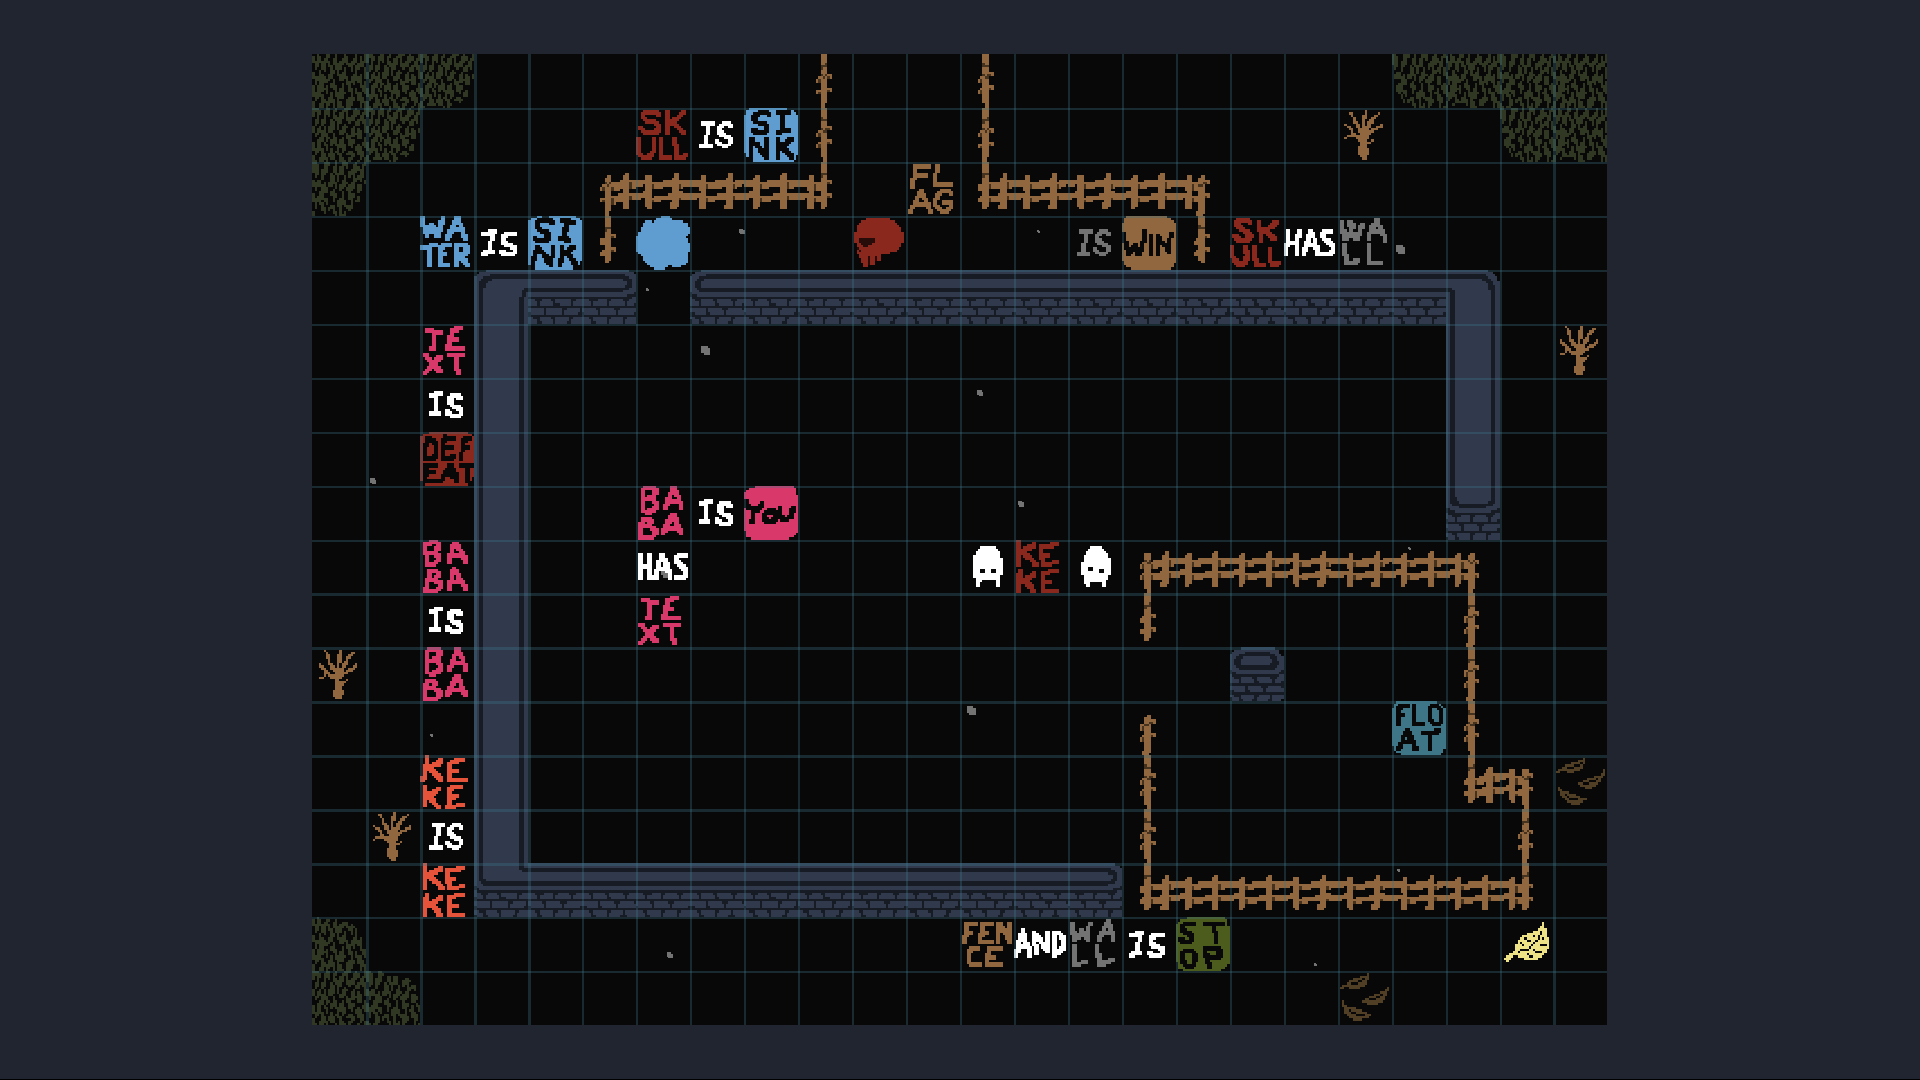 SKULL IS SINK
FLAG
WATER IS SINK
IS WIN
SKULL HAS WALL
TEXT
IS
DEFEAT
BABA IS YOU
HAS
TEXT
BABA
IS
BABA
KEKE
FLOAT
KEKE
IS
KEKE
FENCE AND WALL IS STOP